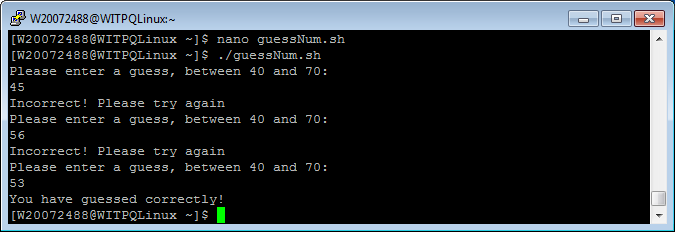 W20072488@WITPQLinux:~
[W20072488@WITPQLinux ~]$ nano guessNum.sh
[W20072488@WITPQLinux ~]$ ./guessNum.sh
Please enter a guess, between 40 and 70:
45
Incorrect! Please try again
Please enter a guess, between 40 and 70:
56
Incorrect! Please try again
Please enter a guess, between 40 and 70:
53
You have guessed correctly!
[W20072488@WITPQLinux ~]$